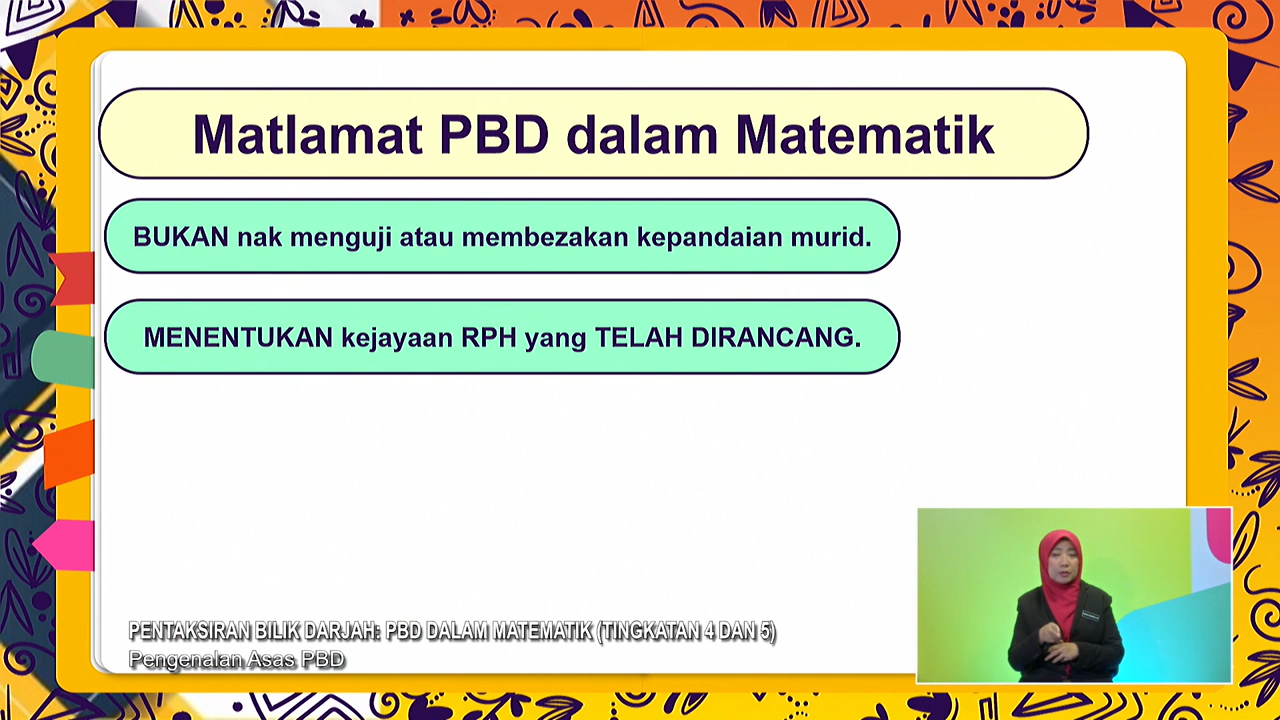 Matlamat PBD dalam Matematik
BUKAN nak menguji atau membezakan kepandaian murid.
MENENTUKAN kejayaan RPH yang TELAH DIRANCANG.
PENTAKSIRAN BILIK DARJAH: PBD DALAM MATEMATIK (TINGKATAN 4 DAN 5)
Pengenalan Asas PBD